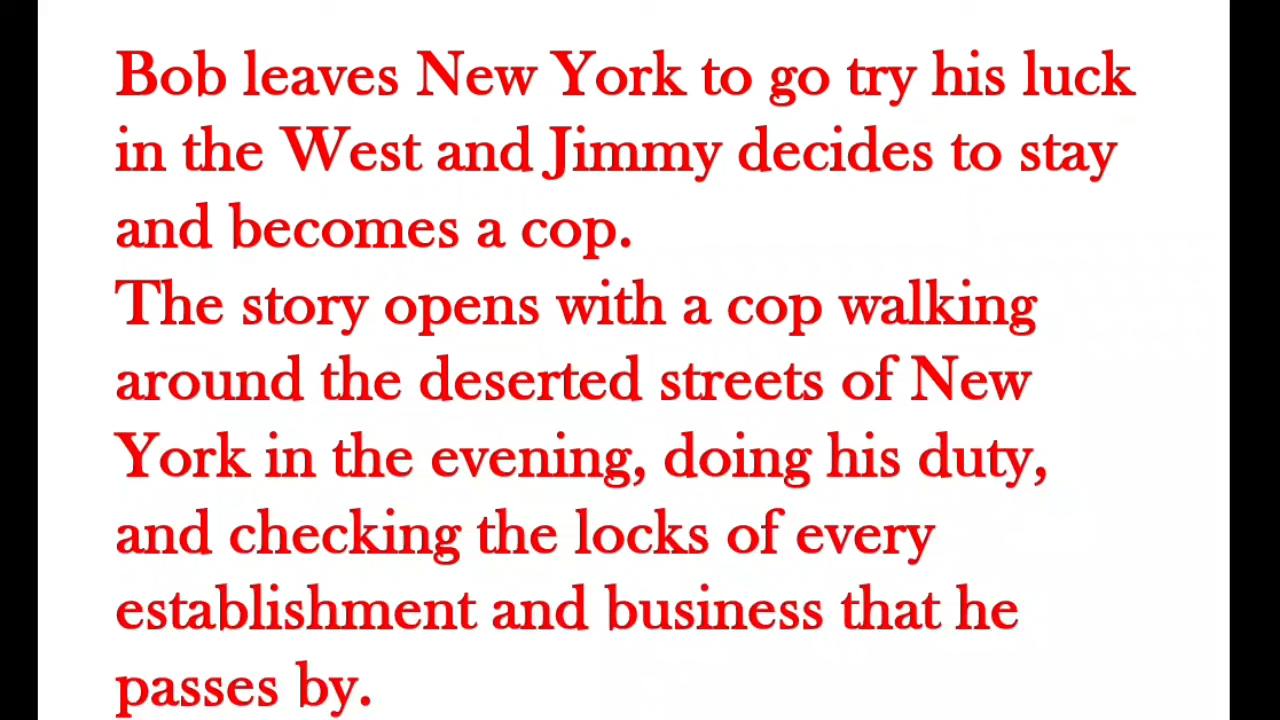 Bob leaves New York to go try his luck
in the West and Jimmy decides to stay
and becomes a cop.
The story opens with a cop walking
around the deserted streets of New
York in the evening, doing his duty,
and checking the locks of every
establishment and business that he
passes by.